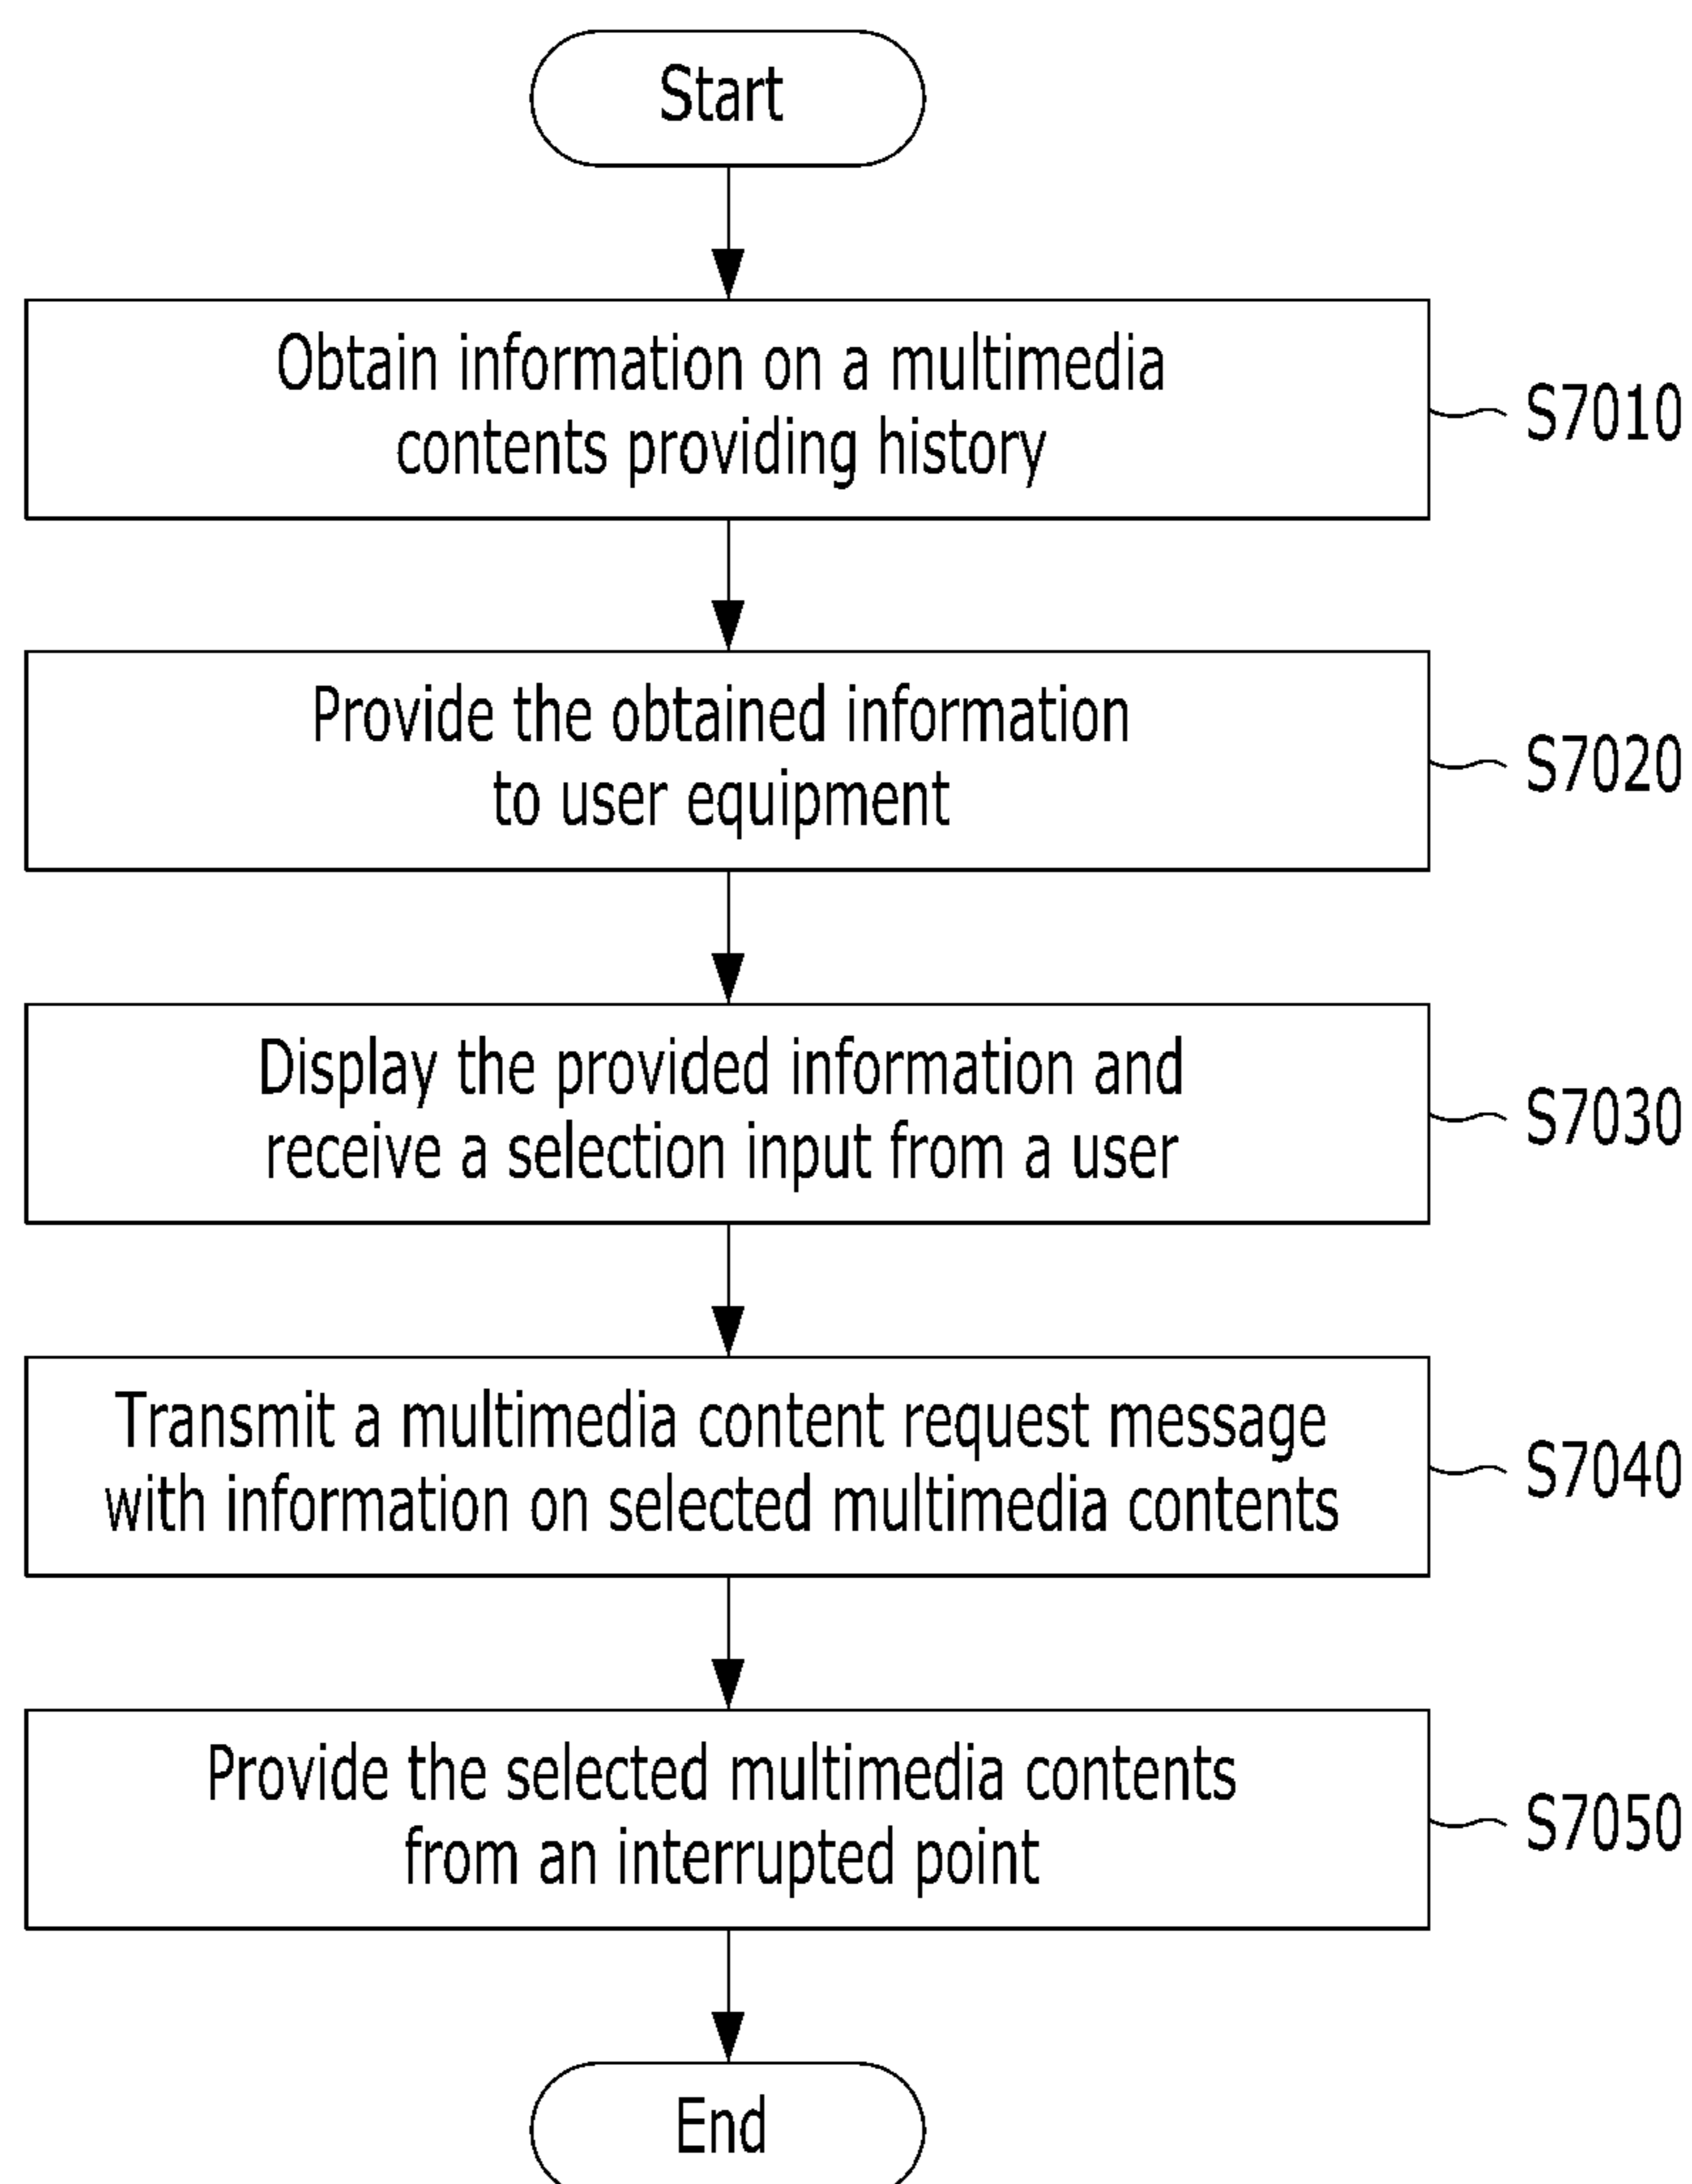 Start
Obtain information on a multimedia
contents providing history
S7010
Provide the obtained information
to user equipment
S7020
Display the provided information and
receive a selection input from a user
S7030
Transmit a multimedia content request message
with information on selected multimedia contents
S7040
Provide the selected multimedia contents
from an interrupted point
S7050
End